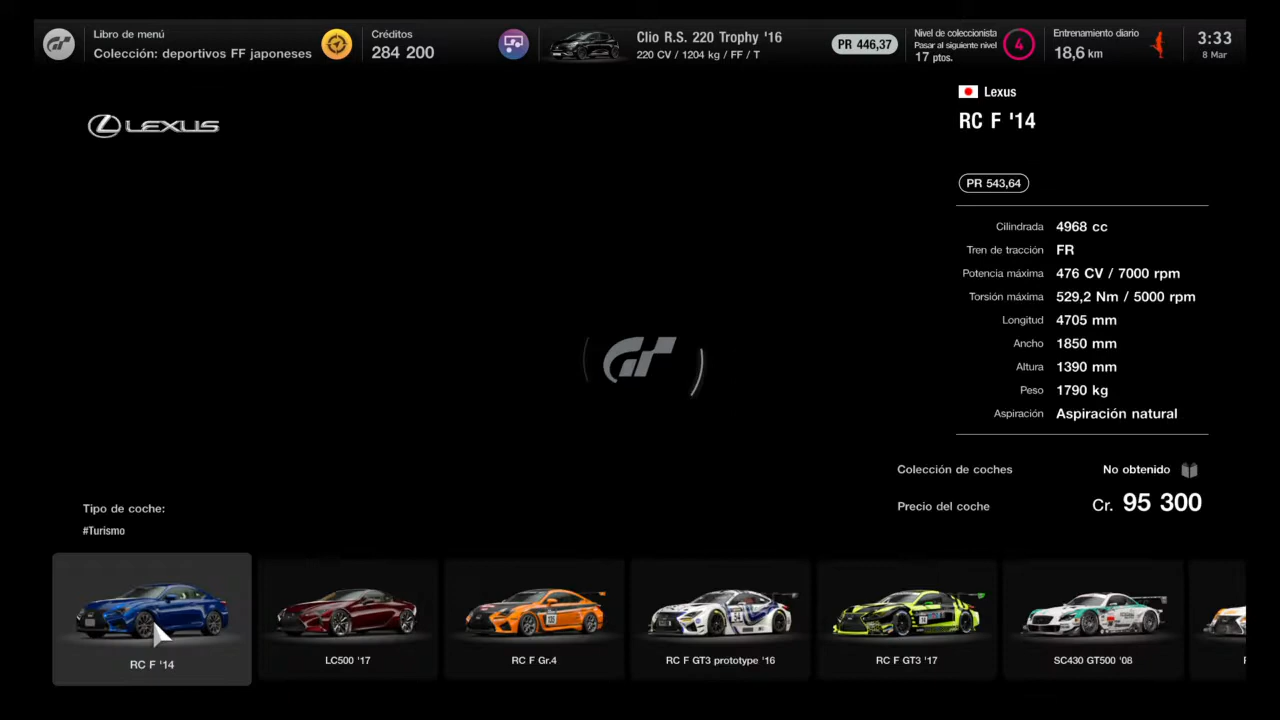 Libro de menú
Colección: deportivos FF japoneses
Créditos
284 200
Clio R.S. 220 Trophy '16
220 CV / 1204 kg / FF / T
PR 446,37
Nivel de coleccionista
Pasar al siguiente nivel
17 ptos.
4
Entrenamiento diario
18,6 km
3:33
8 Mar
LEXUS
Lexus
RC F '14
PR 543,64
Cilindrada 4968 cc
Tren de tracción FR
Potencia máxima 476 CV / 7000 rpm
Torsión máxima 529,2 Nm / 5000 rpm
Longitud 4705 mm
Ancho 1850 mm
Altura 1390 mm
Peso 1790 kg
Aspiración Aspiración natural
Colección de coches No obtenido
Precio del coche Cr. 95 300
Tipo de coche:
#Turismo
RC F '14
LC500 '17
RC F Gr.4
RC F GT3 prototype '16
RC F GT3 '17
SC430 GT500 '08